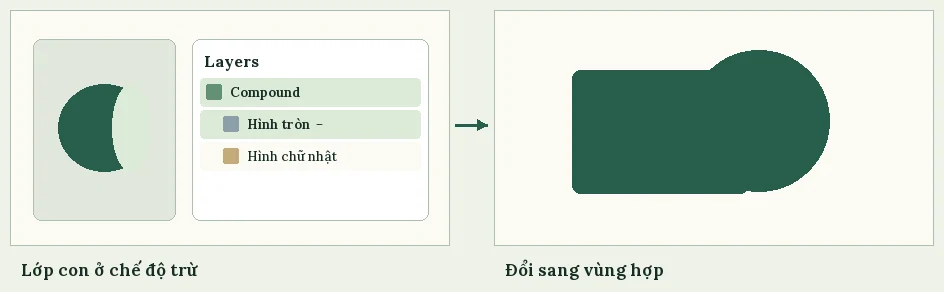 Layers
Compound
Hình tròn −
Hình chữ nhật
Lớp con ở chế độ trừ
Đổi sang vùng hợp